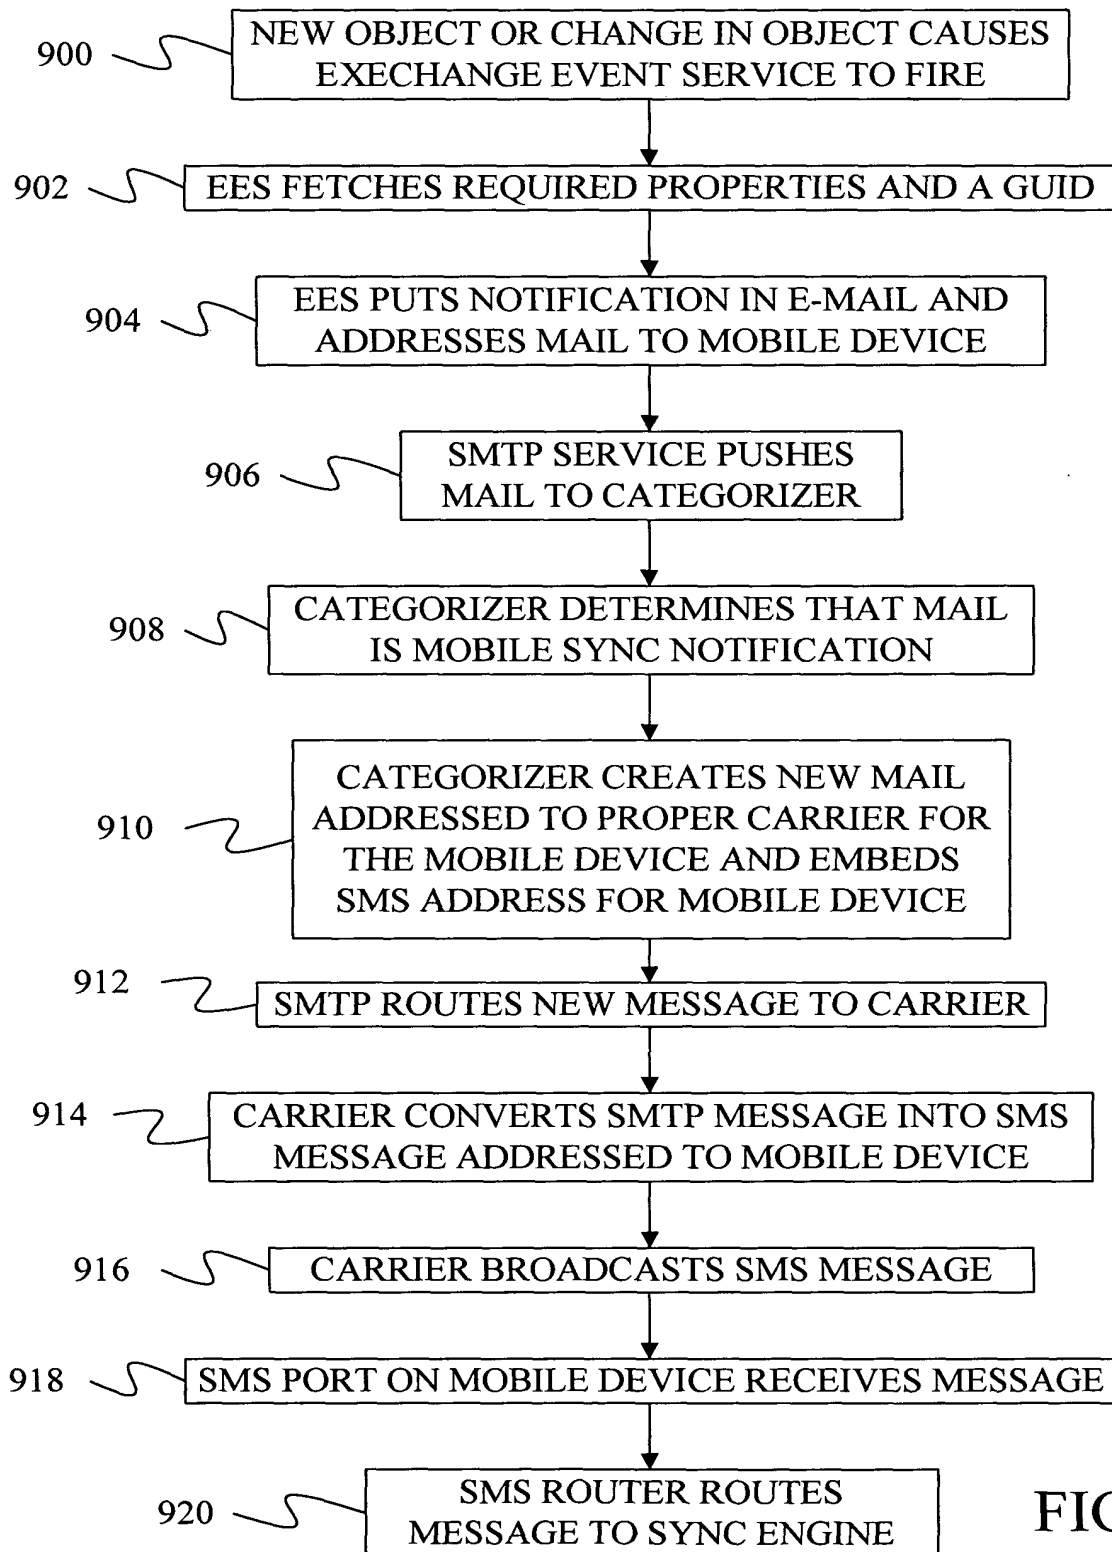 900
NEW OBJECT OR CHANGE IN OBJECT CAUSES
EXECHANGE EVENT SERVICE TO FIRE
902
EES FETCHES REQUIRED PROPERTIES AND A GUID
904
EES PUTS NOTIFICATION IN E-MAIL AND
ADDRESSES MAIL TO MOBILE DEVICE
906
SMTP SERVICE PUSHES
MAIL TO CATEGORIZER
908
CATEGORIZER DETERMINES THAT MAIL
IS MOBILE SYNC NOTIFICATION
910
CATEGORIZER CREATES NEW MAIL
ADDRESSED TO PROPER CARRIER FOR
THE MOBILE DEVICE AND EMBEDS
SMS ADDRESS FOR MOBILE DEVICE
912
SMTP ROUTES NEW MESSAGE TO CARRIER
914
CARRIER CONVERTS SMTP MESSAGE INTO SMS
MESSAGE ADDRESSED TO MOBILE DEVICE
916
CARRIER BROADCASTS SMS MESSAGE
918
SMS PORT ON MOBILE DEVICE RECEIVES MESSAGE
920
SMS ROUTER ROUTES
MESSAGE TO SYNC ENGINE